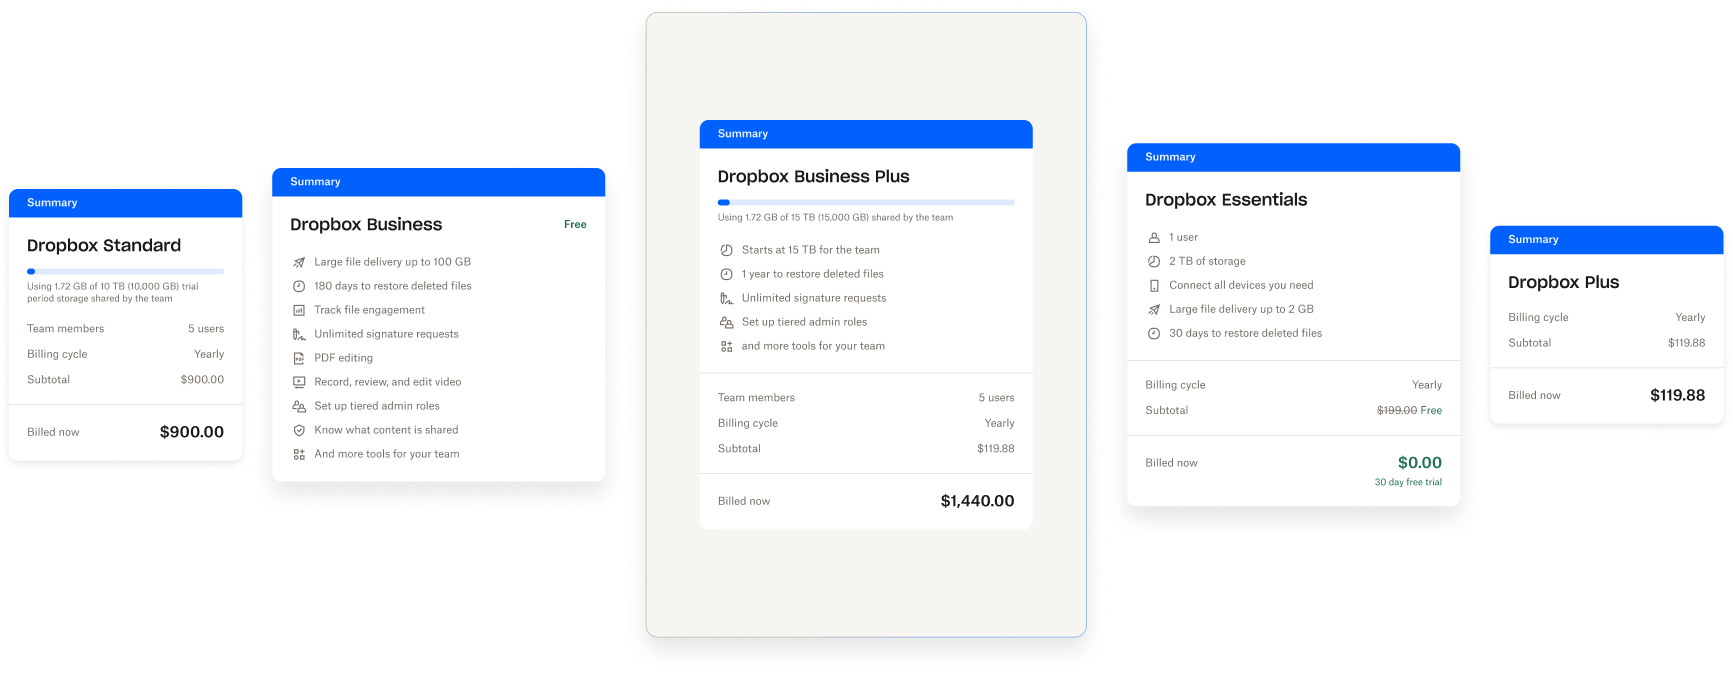 Summary
Dropbox Standard
Using 1.72 GB of 10 TB (10,000 GB) trial
period storage shared by the team
Team members 5 users
Billing cycle Yearly
Subtotal $900.00
Billed now $900.00
Summary
Dropbox Business Free
Large file delivery up to 100 GB
180 days to restore deleted files
Track file engagement
Unlimited signature requests
PDF editing
Record, review, and edit video
Set up tiered admin roles
Know what content is shared
And more tools for your team
Summary
Dropbox Business Plus
Using 1.72 GB of 15 TB (15,000 GB) shared by the team
Starts at 15 TB for the team
1 year to restore deleted files
Unlimited signature requests
Set up tiered admin roles
and more tools for your team
Team members 5 users
Billing cycle Yearly
Subtotal $119.88
Billed now $1,440.00
Summary
Dropbox Essentials
1 user
2 TB of storage
Connect all devices you need
Large file delivery up to 2 GB
30 days to restore deleted files
Billing cycle Yearly
Subtotal $199.00 Free
Billed now $0.00
30 day free trial
Summary
Dropbox Plus
Billing cycle Yearly
Subtotal $119.88
Billed now $119.88